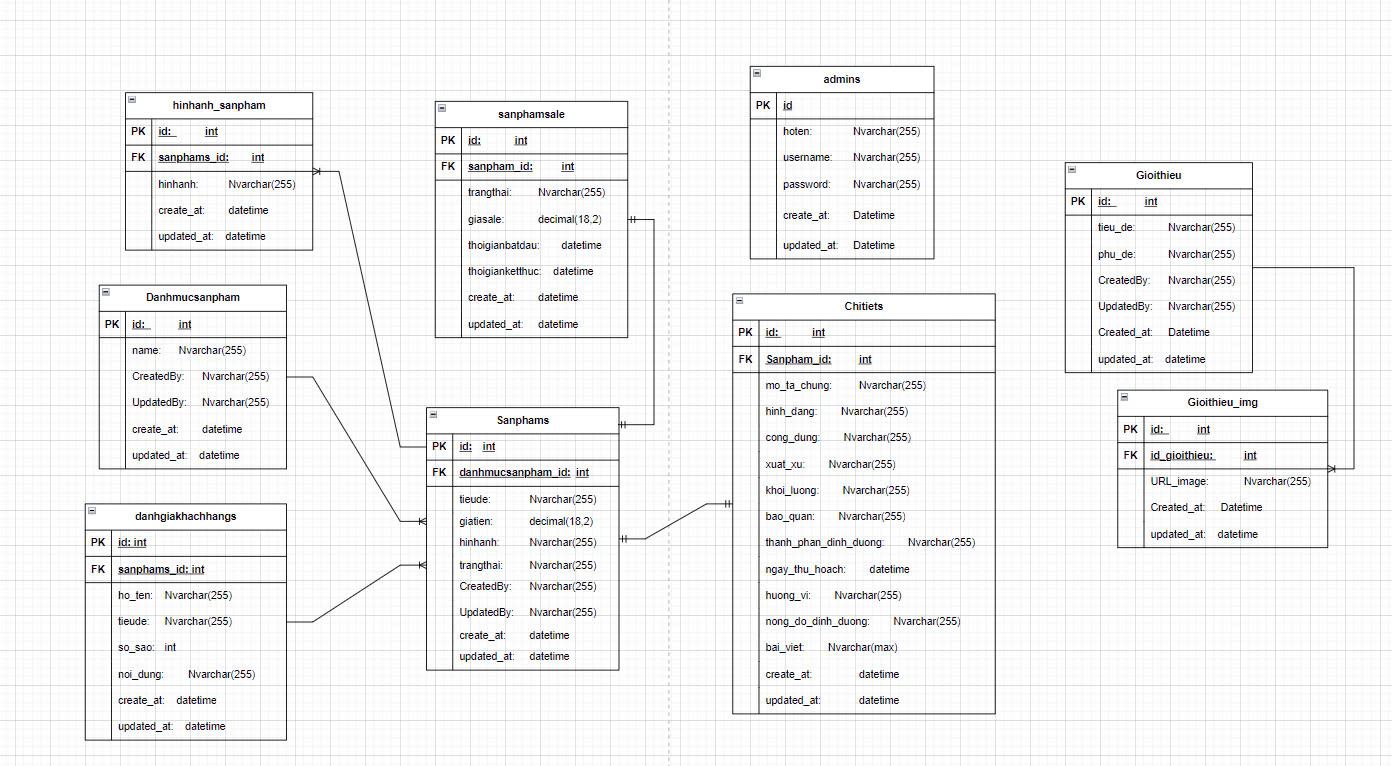 hinhanh_sanpham
PK id: int
FK sanphams_id: int
hinhanh: Nvarchar(255)
create_at: datetime
updated_at: datetime
Danhmucsanpham
PK id: int
name: Nvarchar(255)
CreatedBy: Nvarchar(255)
UpdatedBy: Nvarchar(255)
create_at: datetime
updated_at: datetime
danhgiakhachhangs
PK id: int
FK sanphams_id: int
ho_ten: Nvarchar(255)
tieude: Nvarchar(255)
so_sao: int
noi_dung: Nvarchar(255)
create_at: datetime
updated_at: datetime
sanphamsale
PK id: int
FK sanpham_id: int
trangthai: Nvarchar(255)
giasale: decimal(18,2)
thoigianbatdau: datetime
thoigianketthuc: datetime
create_at: datetime
updated_at: datetime
Sanphams
PK id: int
FK danhmucsanpham_id: int
tieude: Nvarchar(255)
giatien: decimal(18,2)
hinhanh: Nvarchar(255)
trangthai: Nvarchar(255)
CreatedBy: Nvarchar(255)
UpdatedBy: Nvarchar(255)
create_at: datetime
updated_at: datetime
admins
PK id
hoten: Nvarchar(255)
username: Nvarchar(255)
password: Nvarchar(255)
create_at: Datetime
updated_at: Datetime
Chitiets
PK id: int
FK Sanpham_id: int
mo_ta_chung: Nvarchar(255)
hinh_dang: Nvarchar(255)
cong_dung: Nvarchar(255)
xuat_xu: Nvarchar(255)
khoi_luong: Nvarchar(255)
bao_quan: Nvarchar(255)
thanh_phan_dinh_duong: Nvarchar(255)
ngay_thu_hoach: datetime
huong_vi: Nvarchar(255)
nong_do_dinh_duong: Nvarchar(255)
bai_viet: Nvarchar(max)
create_at: datetime
updated_at: datetime
Gioithieu
PK id: int
tieu_de: Nvarchar(255)
phu_de: Nvarchar(255)
CreatedBy: Nvarchar(255)
UpdatedBy: Nvarchar(255)
Created_at: Datetime
updated_at: datetime
Gioithieu_img
PK id: int
FK id_gioithieu: int
URL_image: Nvarchar(255)
Created_at: Datetime
updated_at: datetime